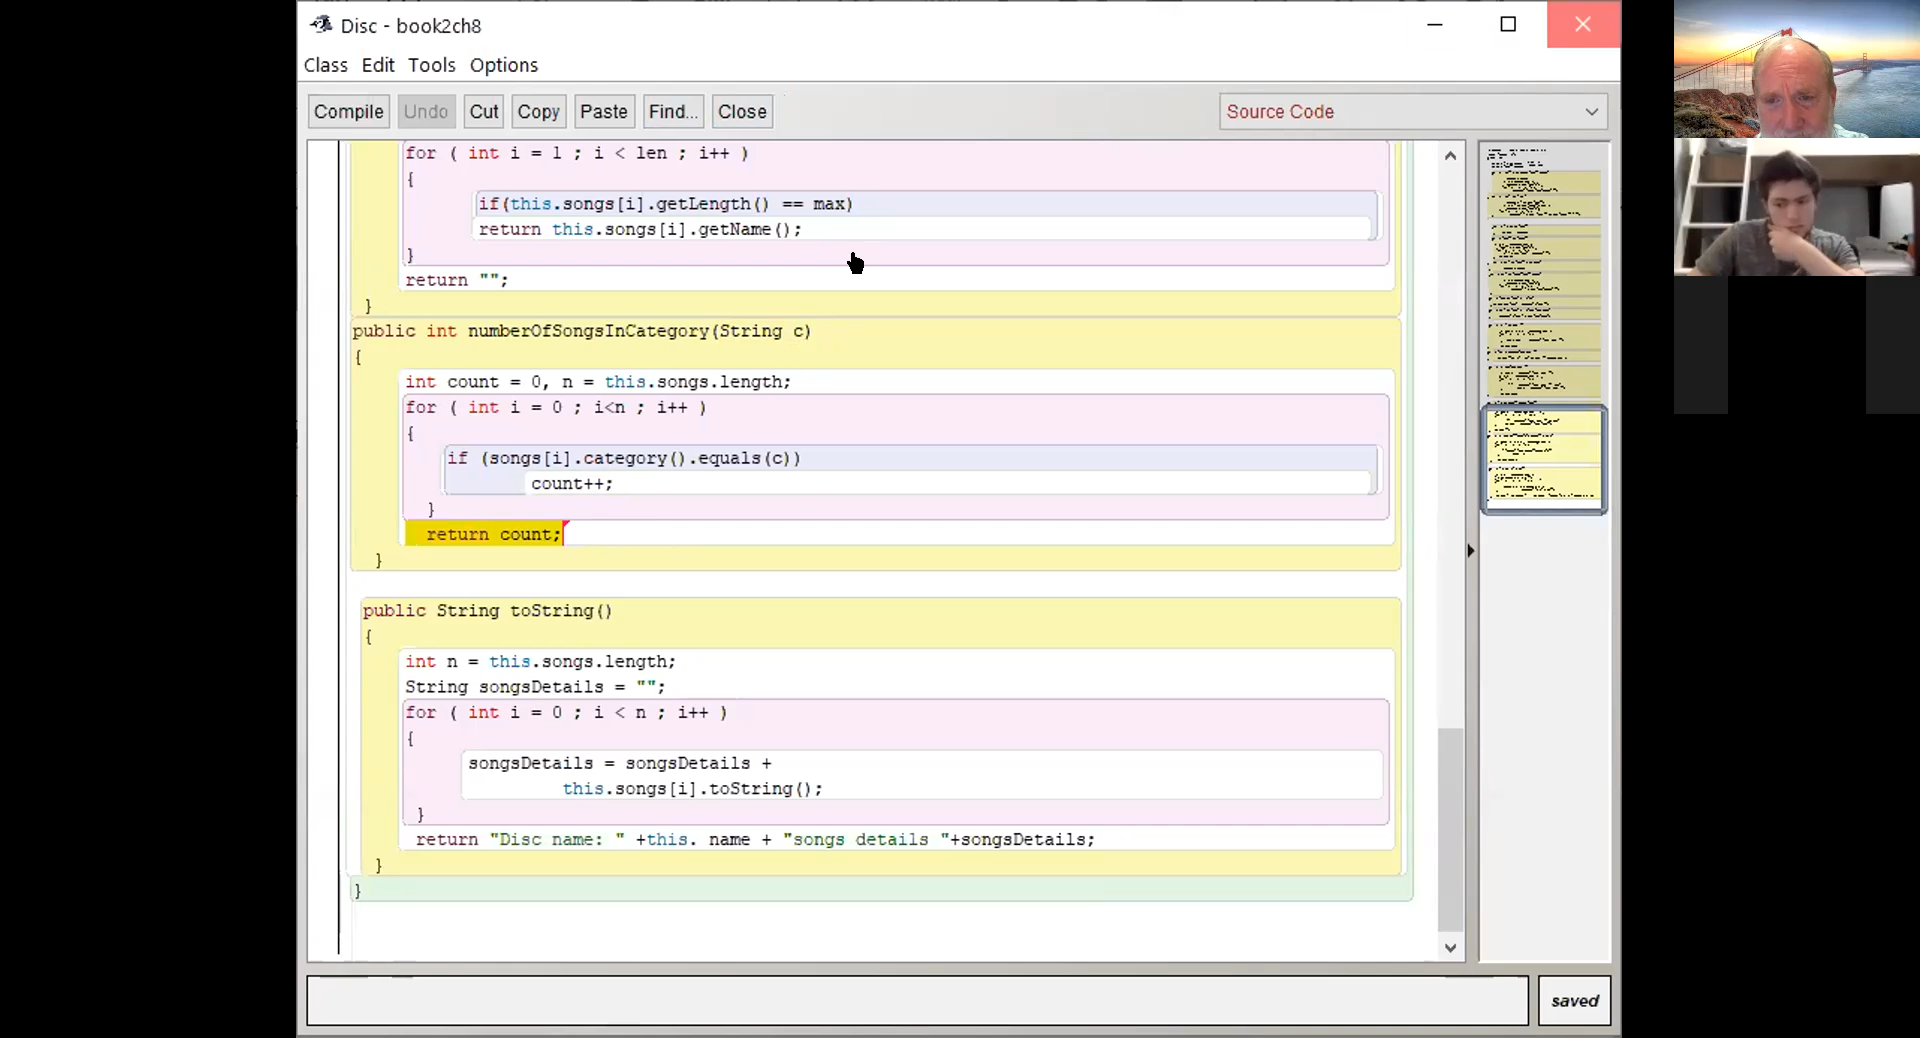 Disc - book2ch8
Class Edit Tools Options
Compile Undo Cut Copy Paste Find... Close Source Code
for ( int i = 1 ; i < len ; i++ )
{
if(this.songs[i].getLength() == max)
return this.songs[i].getName();
}
return "";
}
public int numberOfSongsInCategory(String c)
{
int count = 0, n = this.songs.length;
for ( int i = 0 ; i<n ; i++ )
{
if (songs[i].category().equals(c))
count++;
}
return count;
}
public String toString()
{
int n = this.songs.length;
String songsDetails = "";
for ( int i = 0 ; i < n ; i++ )
{
songsDetails = songsDetails +
this.songs[i].toString();
}
return "Disc name: " +this. name + "songs details "+songsDetails;
}
}
saved